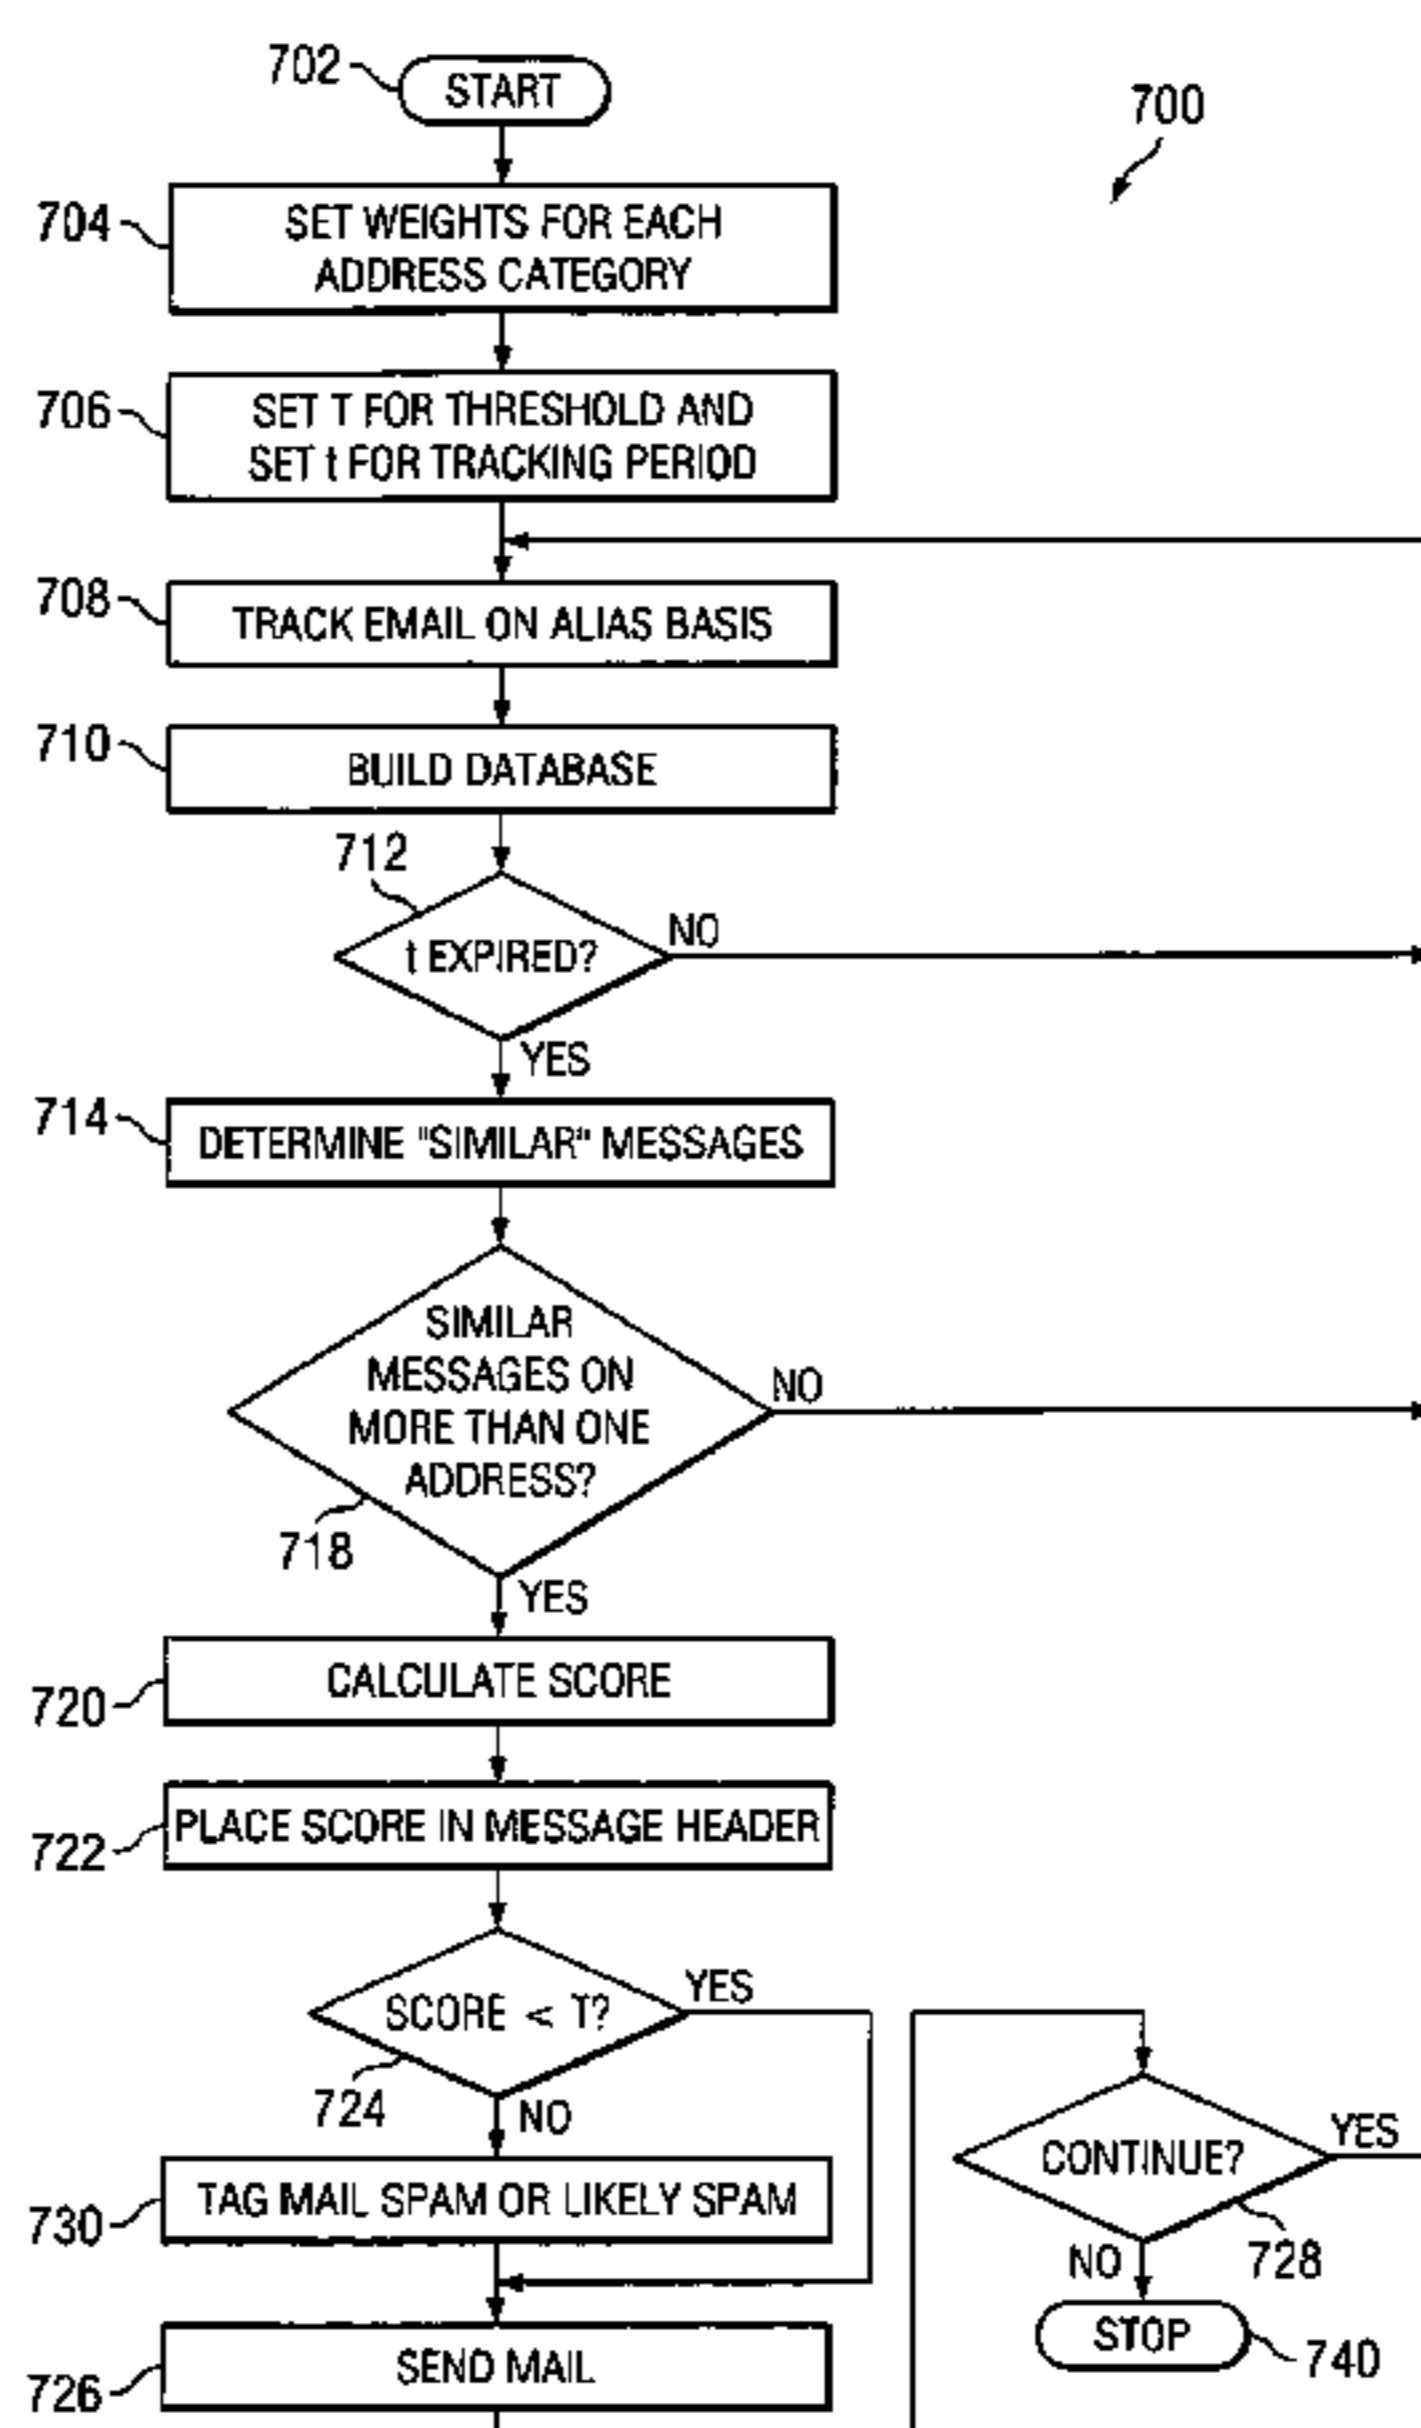 702
START
700
704
SET WEIGHTS FOR EACH
ADDRESS CATEGORY
706
SET T FOR THRESHOLD AND
SET t FOR TRACKING PERIOD
708
TRACK EMAIL ON ALIAS BASIS
710
BUILD DATABASE
712
t EXPIRED?
NO
YES
714
DETERMINE "SIMILAR" MESSAGES
SIMILAR
MESSAGES ON
MORE THAN ONE
ADDRESS?
NO
718
YES
720
CALCULATE SCORE
722
PLACE SCORE IN MESSAGE HEADER
SCORE < T?
YES
724
NO
730
TAG MAIL SPAM OR LIKELY SPAM
726
SEND MAIL
CONTINUE?
YES
728
NO
STOP
740